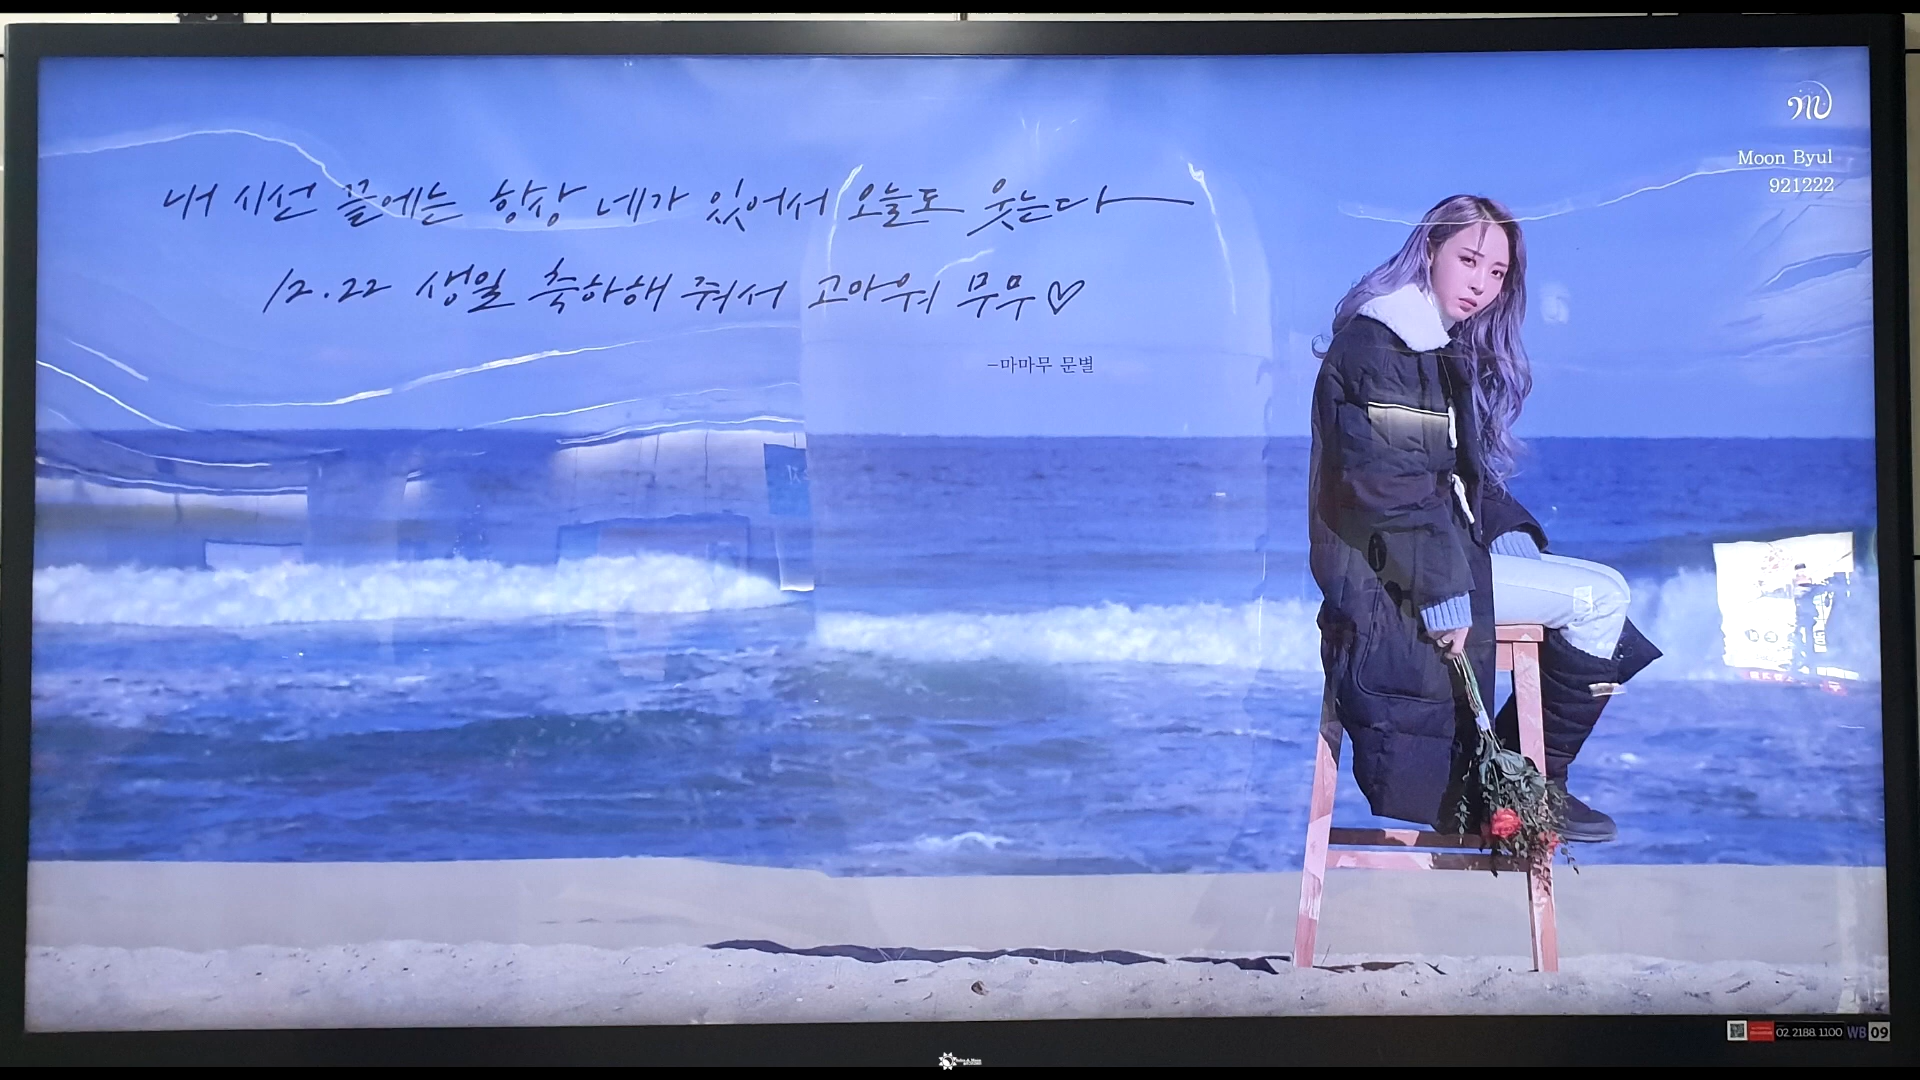 Moon Byul
921222
내 시선 끝에는 항상 네가 있어서 오늘도 웃는다
12.22 생일 축하해 줘서 고마워 무무♡
-마마무 문별
02. 2188. 1100 WB 09